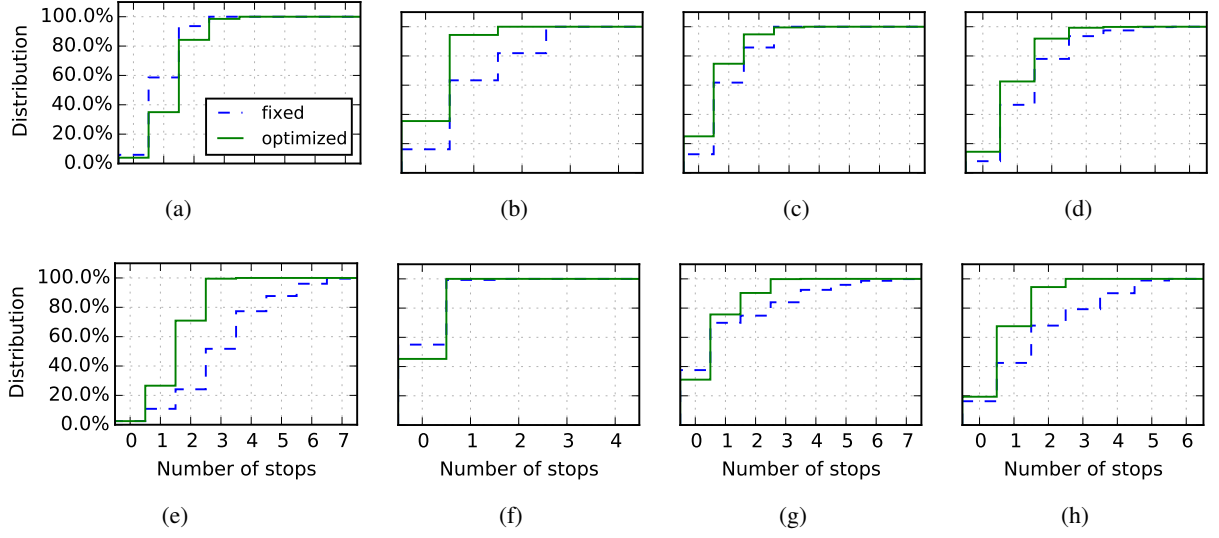 Distribution
100.0%
80.0%
60.0%
40.0%
20.0%
0.0%
fixed
optimized
(a)
(b)
(c)
(d)
Distribution
100.0%
80.0%
60.0%
40.0%
20.0%
0.0%
0 1 2 3 4 5 6 7
0 1 2 3 4
0 1 2 3 4 5 6 7
0 1 2 3 4 5 6
Number of stops
Number of stops
Number of stops
Number of stops
(e)
(f)
(g)
(h)